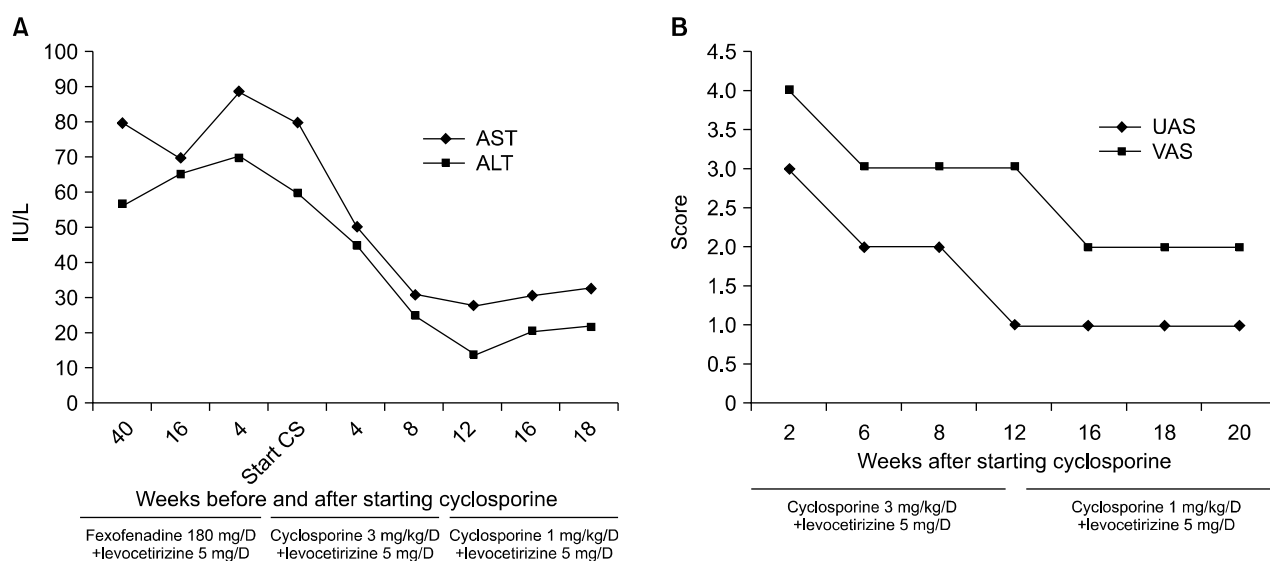 A
100
90
80
70
60
50
40
30
20
10
0
IU/L
AST
ALT
40
16
4
Start CS
4
8
12
16
18
Weeks before and after starting cyclosporine
Fexofenadine 180 mg/D
+levocetirizine 5 mg/D
Cyclosporine 3 mg/kg/D
+levocetirizine 5 mg/D
Cyclosporine 1 mg/kg/D
+levocetirizine 5 mg/D
B
4.5
4.0
3.5
3.0
2.5
2.0
1.5
1.0
0.5
0
Score
UAS
VAS
2
6
8
12
16
18
20
Weeks after starting cyclosporine
Cyclosporine 3 mg/kg/D
+levocetirizine 5 mg/D
Cyclosporine 1 mg/kg/D
+levocetirizine 5 mg/D